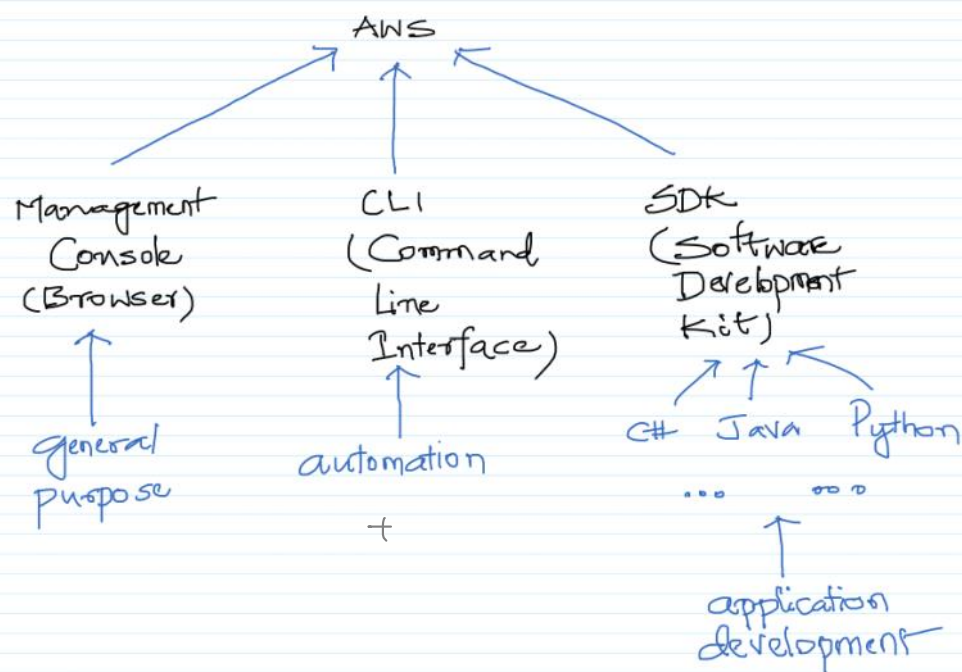 AWS
Management
Console
(Browser)
CLI
(Command
Line
Interface)
SDK
(Software
Development
Kit)
general
purpose
automation
C# Java Python
... ...
application
development